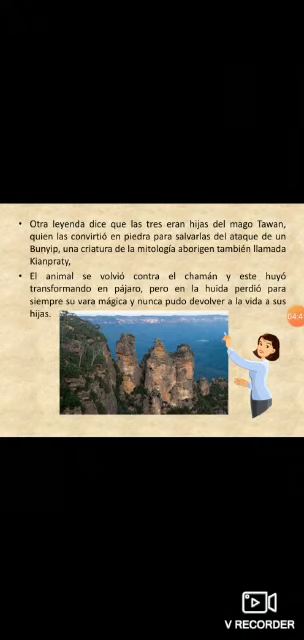 • Otra leyenda dice que las tres eran hijas del mago Tawan,
quien las convirtió en piedra para salvarlas del ataque de un
Bunyip, una criatura de la mitología aborigen también llamada
Kianpraty,
• El animal se volvió contra el chamán y este huyó
transformando en pájaro, pero en la huida perdió para
siempre su vara mágica y nunca pudo devolver a la vida a sus
hijas.
V RECORDER